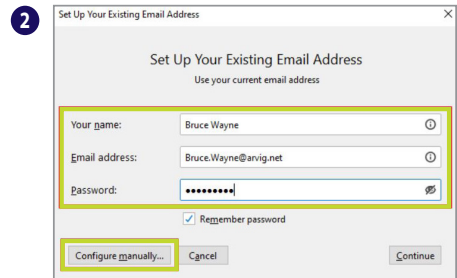 2
Set Up Your Existing Email Address
Set Up Your Existing Email Address
Use your current email address
Your name: Bruce Wayne
Email address: Bruce.Wayne@arvig.net
Password: •••••••••
Remember password
Configure manually... Cancel Continue